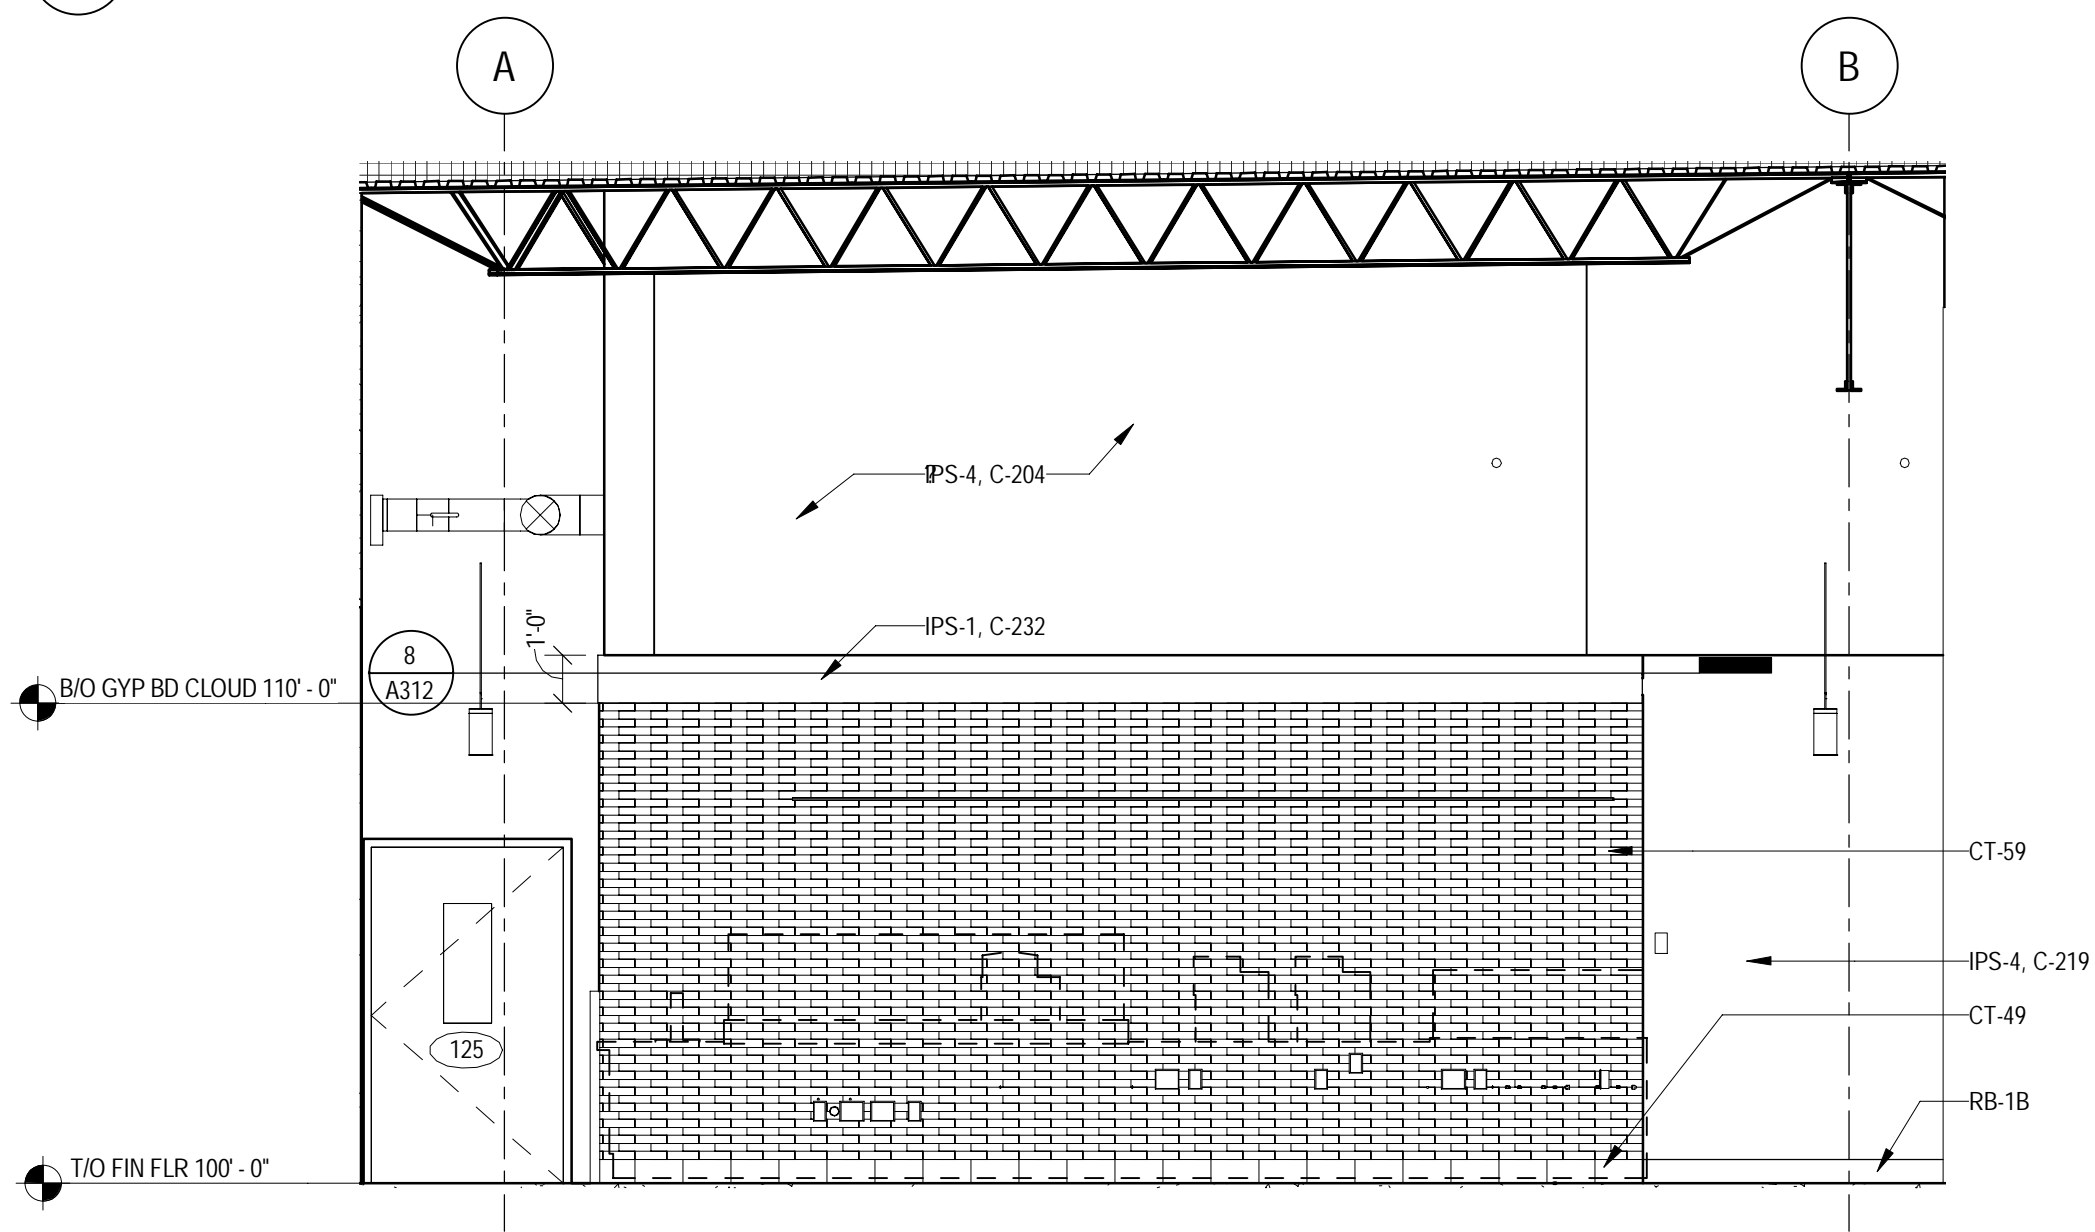 A
B
IPS-4, C-204
1'-0"
IPS-1, C-232
8
A312
B/O GYP BD CLOUD 110' - 0"
CT-59
IPS-4, C-219
CT-49
125
RB-1B
T/O FIN FLR 100' - 0"